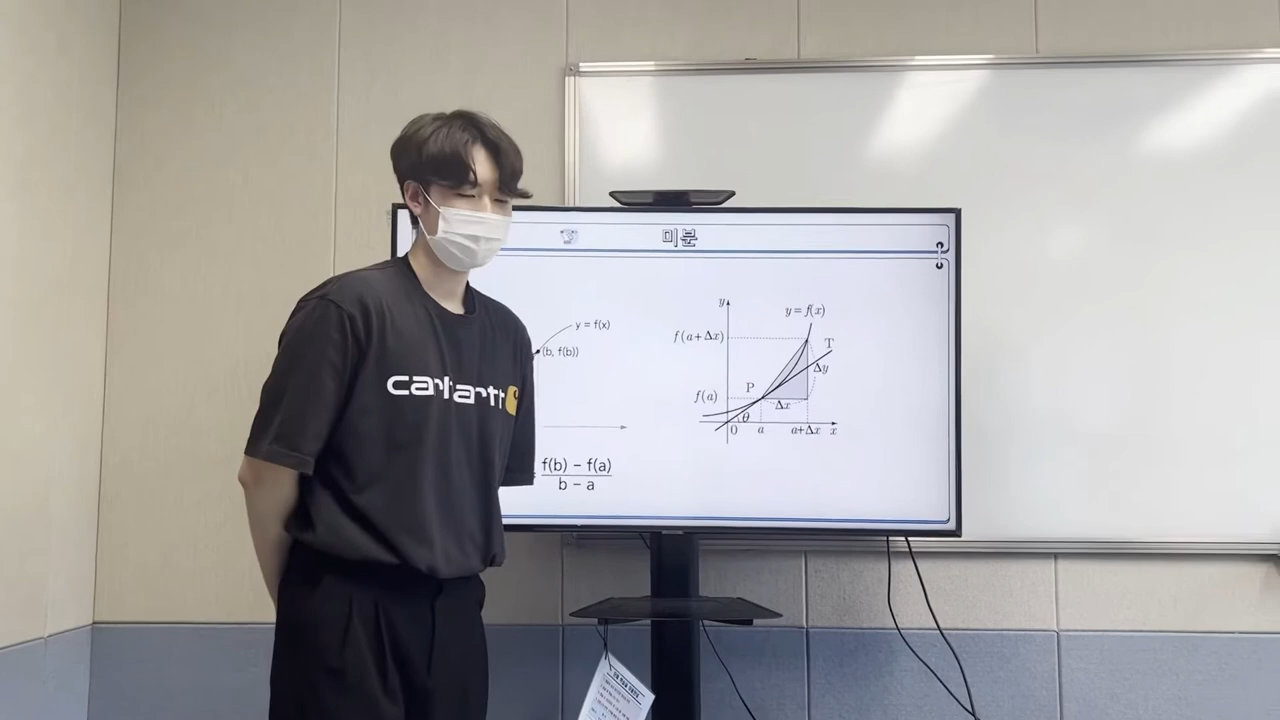 미분
y = f(x)
(b, f(b))
f(b) − f(a)
b − a
y
y = f(x)
f(a+Δx)
T
Δy
P
f(a)
Δx
θ
0
a
a+Δx
x
carhartt